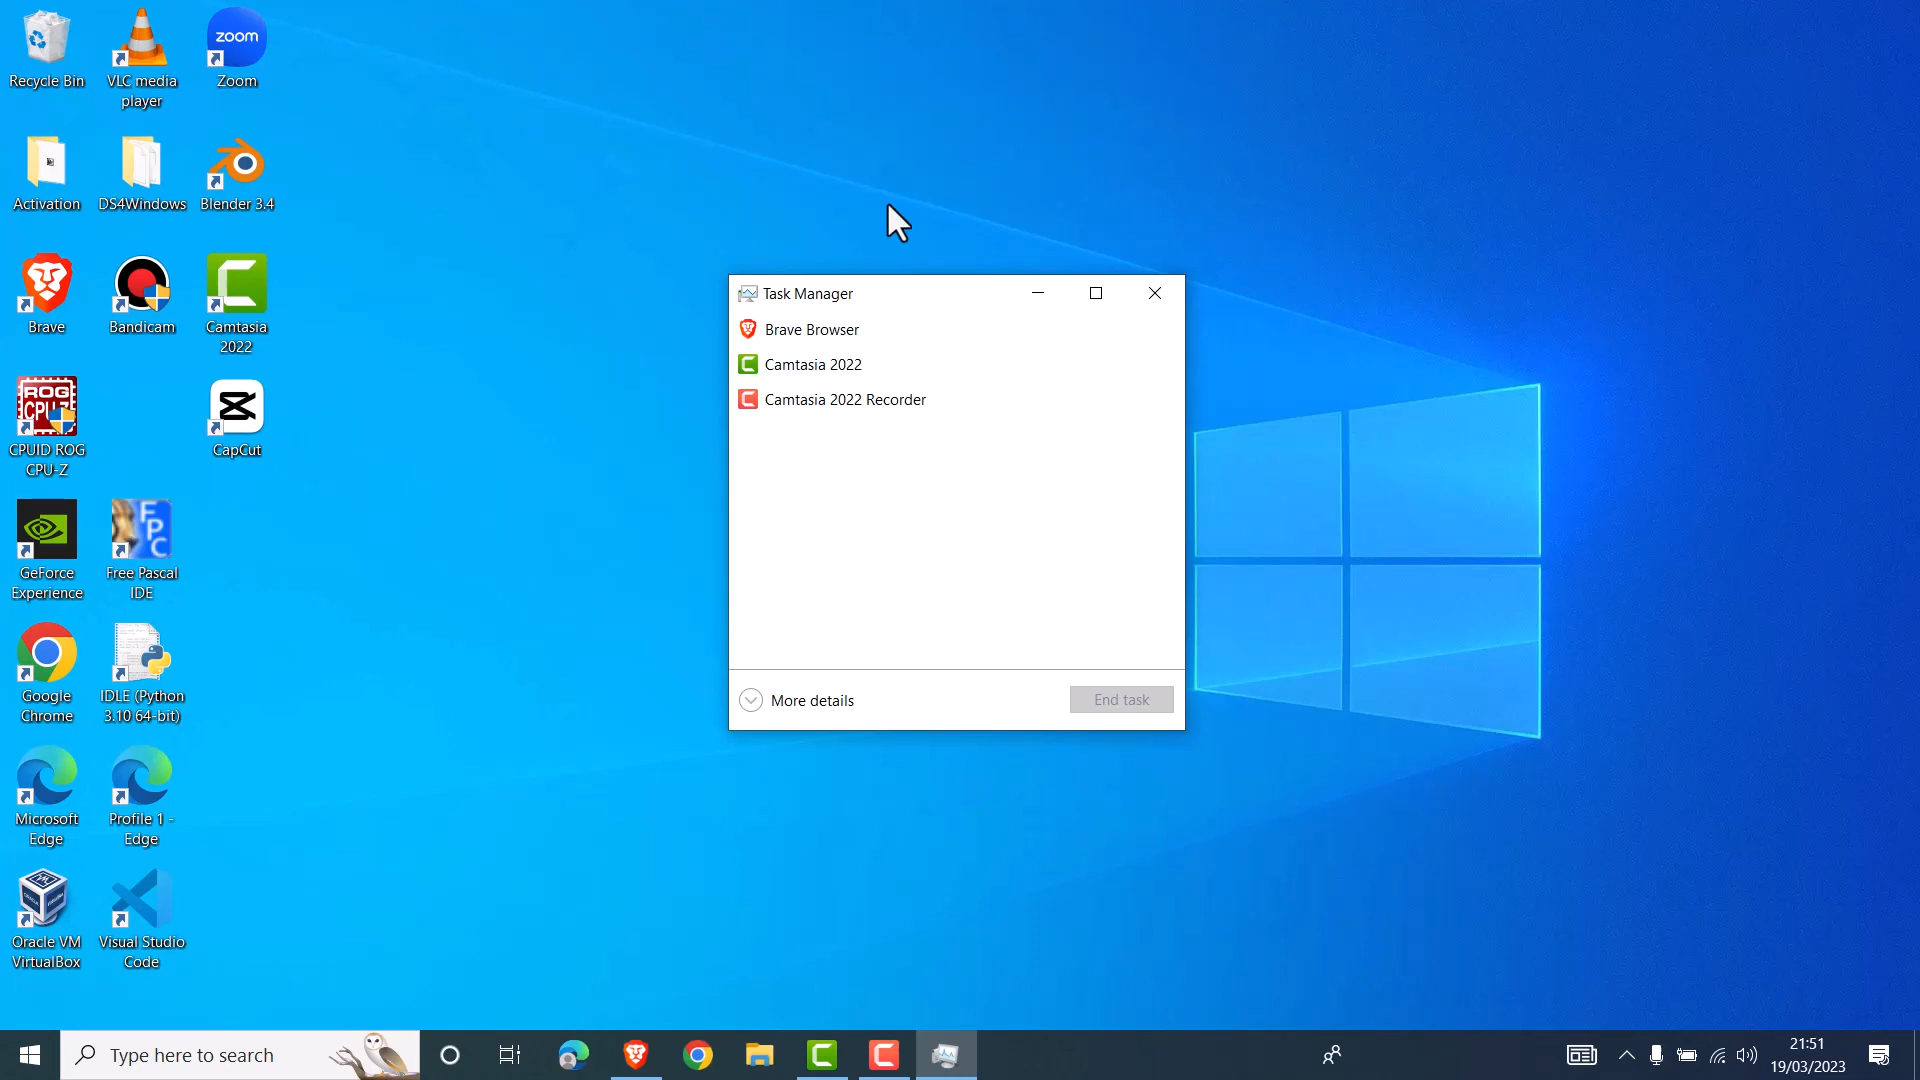 Recycle Bin
VLC media
player
zoom
Zoom
Activation
DS4Windows
Blender 3.4
Brave
Bandicam
Camtasia
2022
ROG
CPU
CPUID ROG
CPU-Z
CapCut
GeForce
Experience
F
P
C
Free Pascal
IDE
Google
Chrome
IDLE (Python
3.10 64-bit)
Microsoft
Edge
Profile 1 -
Edge
Oracle VM
VirtualBox
Visual Studio
Code
Task Manager
Brave Browser
Camtasia 2022
Camtasia 2022 Recorder
More details
End task
Type here to search
21:51
19/03/2023